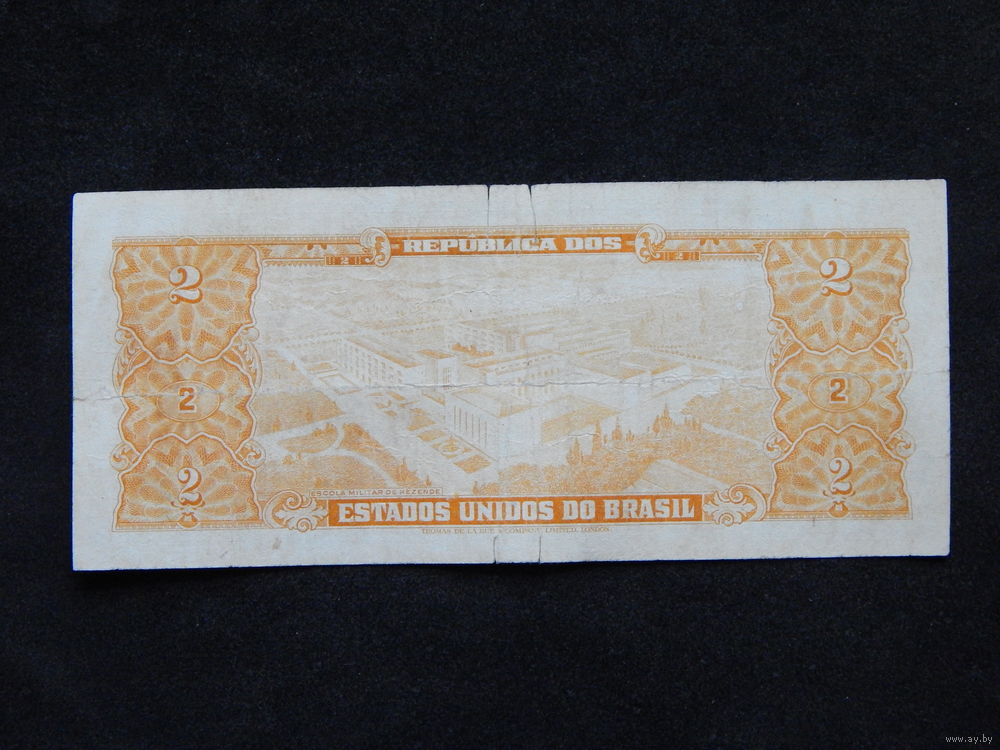 REPÚBLICA DOS
2 2
2 2
2 2
2 2
ESCOLA MILITAR DE REZENDE
ESTADOS UNIDOS DO BRASIL
THOMAS DE LA RUE & COMPANY, LIMITED, LONDON.
www.ay.by